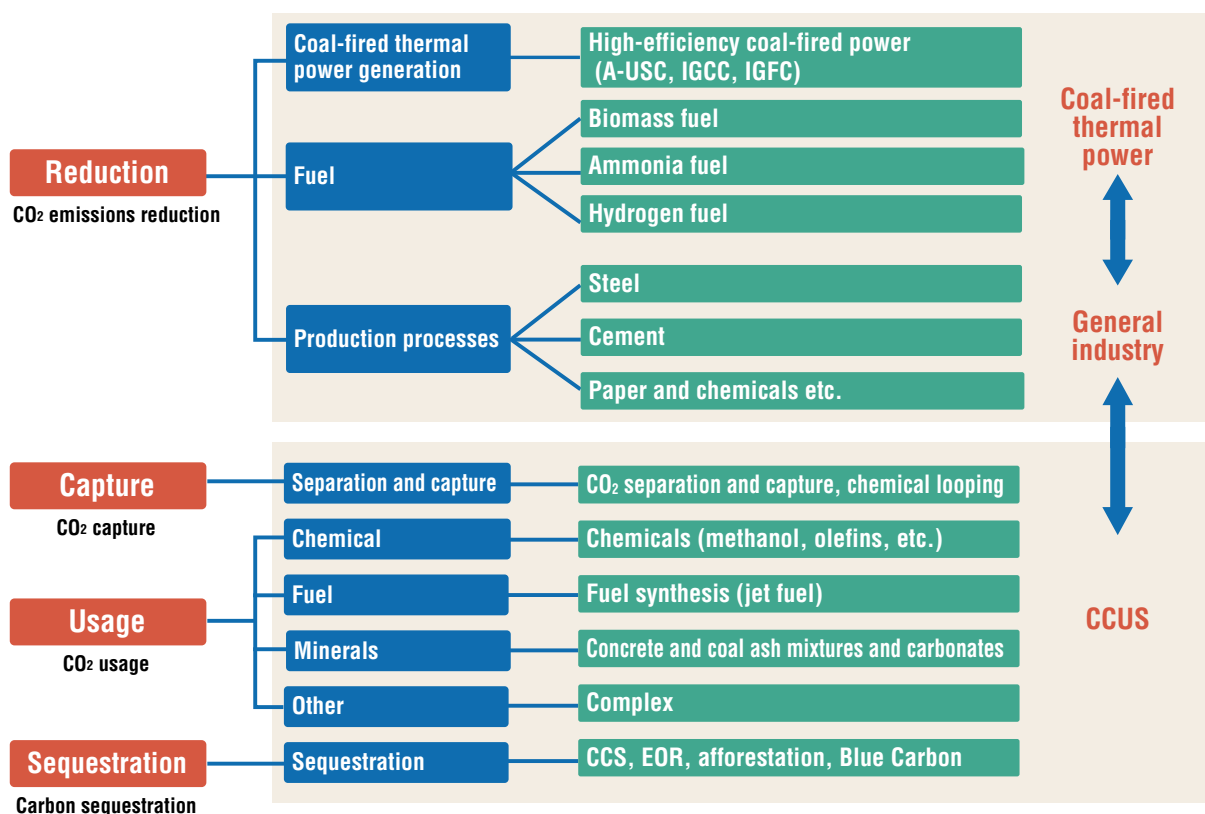 Reduction
CO2 emissions reduction
Coal-fired thermal
power generation
High-efficiency coal-fired power
(A-USC, IGCC, IGFC)
Fuel
Biomass fuel
Ammonia fuel
Hydrogen fuel
Production processes
Steel
Cement
Paper and chemicals etc.
Coal-fired
thermal
power
General
industry
Capture
CO2 capture
Separation and capture
CO2 separation and capture, chemical looping
Usage
CO2 usage
Chemical
Chemicals (methanol, olefins, etc.)
Fuel
Fuel synthesis (jet fuel)
Minerals
Concrete and coal ash mixtures and carbonates
Other
Complex
Sequestration
Carbon sequestration
Sequestration
CCS, EOR, afforestation, Blue Carbon
CCUS